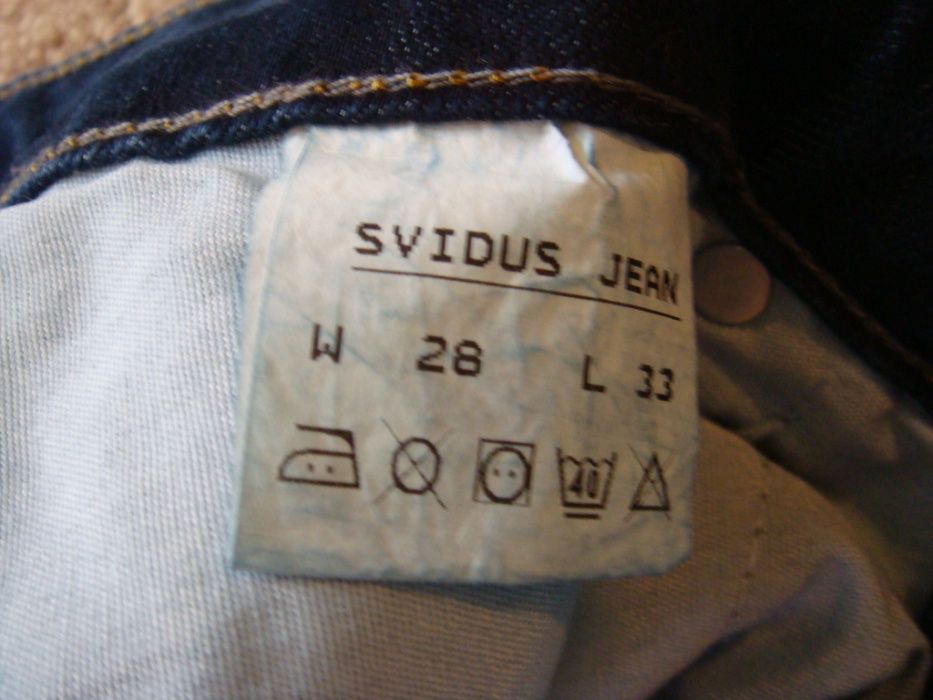 SVIDUS JEAN
W 28 L 33
40